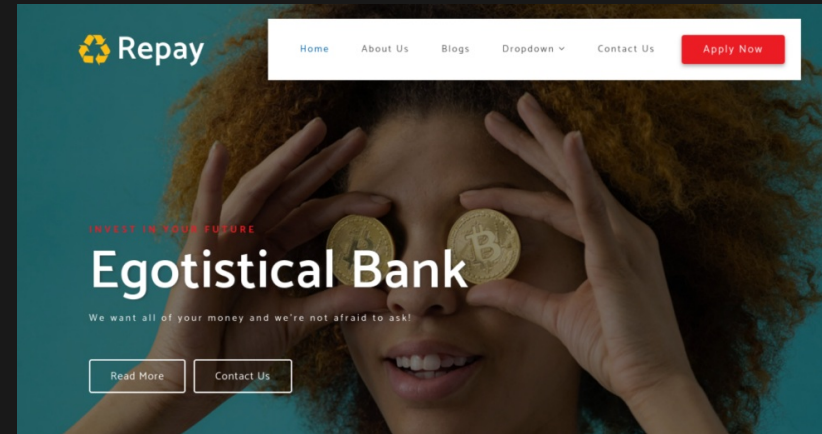 Repay
Home About Us Blogs Dropdown Contact Us Apply Now
INVEST IN YOUR FUTURE
Egotistical Bank
We want all of your money and we're not afraid to ask!
Read More Contact Us